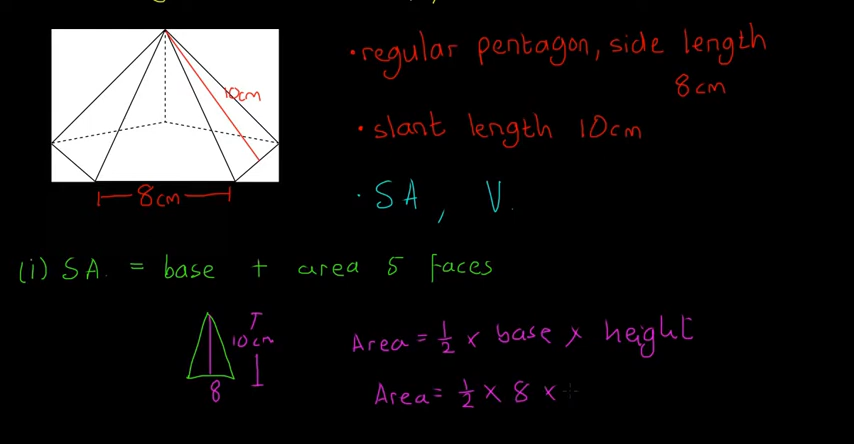 • regular pentagon, side length
8cm
10cm
• slant length 10cm
8cm
• SA, V.
(i) SA. = base + area 5 faces
10cm
8
Area = 1/2 × base × height
Area = 1/2 × 8 ×